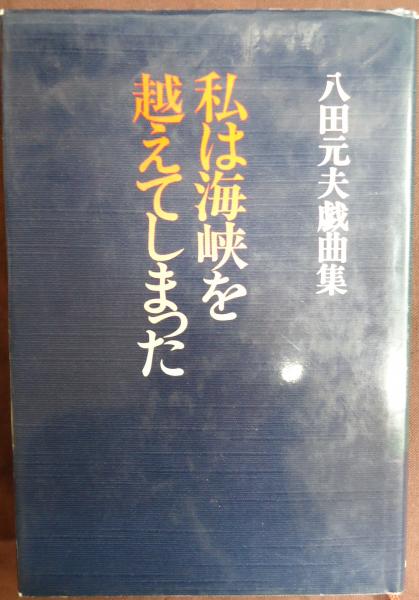 八田元夫戯曲集
私は海峡を
越えてしまった